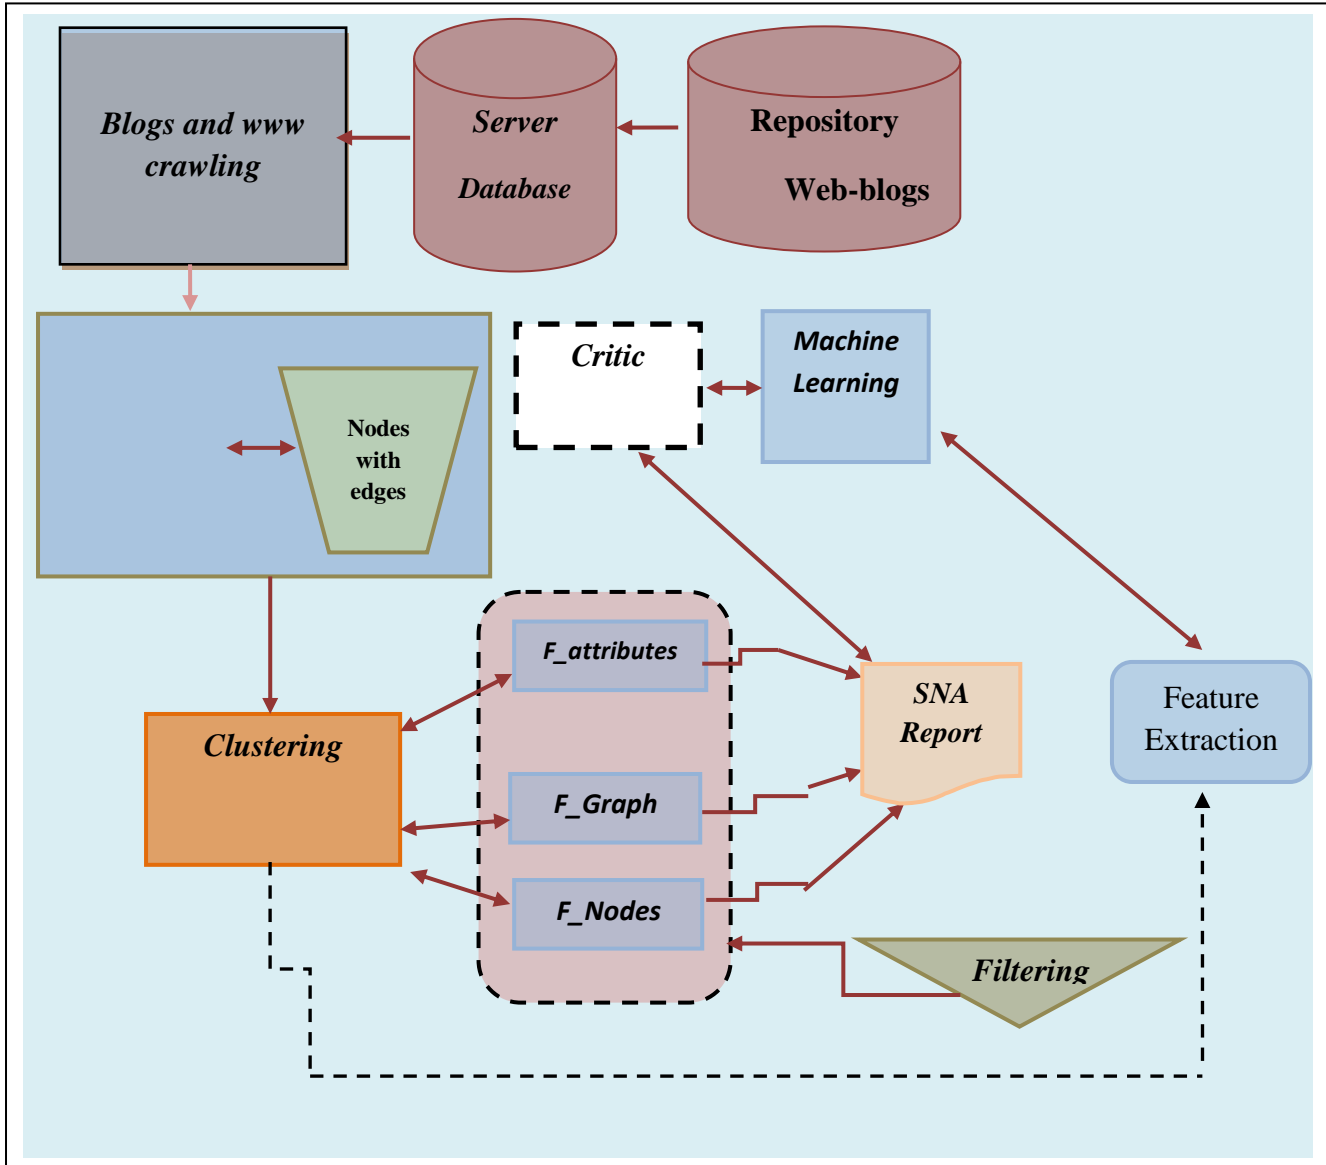 Blogs and www
crawling
Server
Database
Repository
Web-blogs
Critic
Machine
Learning
Nodes
with
edges
F_attributes
SNA
Report
Feature
Extraction
Clustering
F_Graph
F_Nodes
Filtering